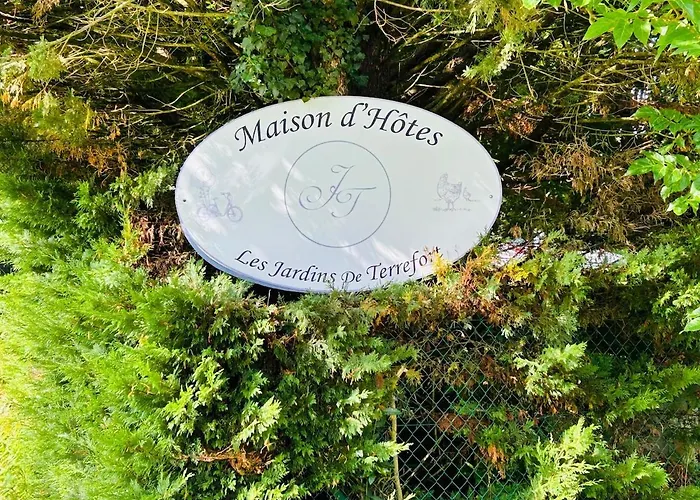 Maison d'Hôtes
JT
Les Jardins De Terrefort